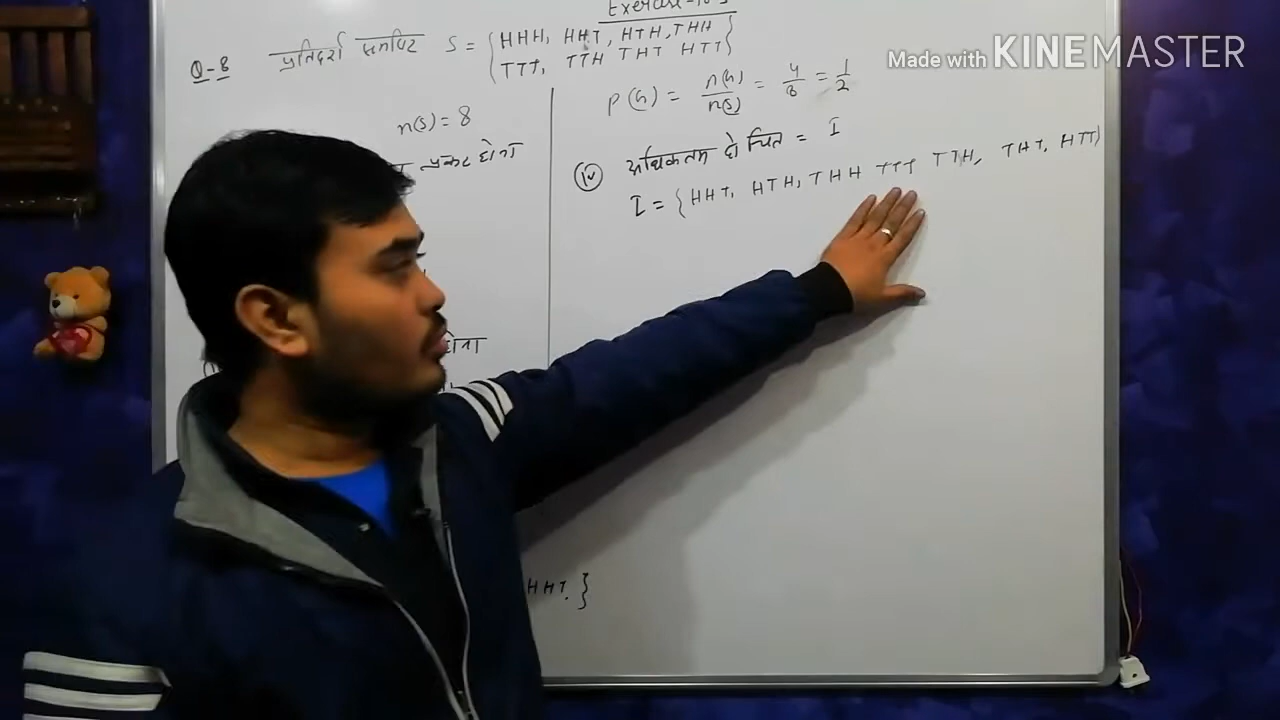 Made with KINEMASTER
Q-8 प्रतिदर्श समष्टि S = {HHH, HHT, HTH, THH
TTT, TTH THT HTT}
n(S) = 8
प्रकट होना
होना
HHT. }
P(h) = n(h)/n(S) = 4/8 = 1/2
(iv) अधिकतम दो चित = I
I = {HHT, HTH, THH TTT TTH, THT, HTT}